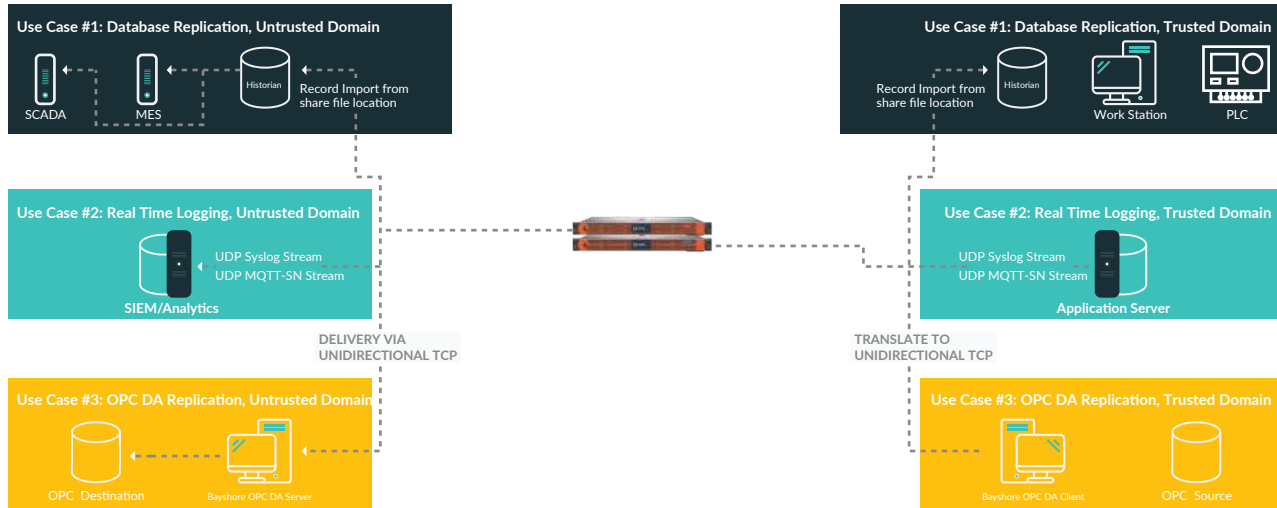 Use Case #1: Database Replication, Untrusted Domain
Historian
Record Import from
share file location
SCADA
MES
Use Case #1: Database Replication, Trusted Domain
Record Import from
share file location
Historian
Work Station
PLC
Use Case #2: Real Time Logging, Untrusted Domain
UDP Syslog Stream
UDP MQTT-SN Stream
SIEM/Analytics
Use Case #2: Real Time Logging, Trusted Domain
UDP Syslog Stream
UDP MQTT-SN Stream
Application Server
DELIVERY VIA
UNIDIRECTIONAL TCP
TRANSLATE TO
UNIDIRECTIONAL TCP
Use Case #3: OPC DA Replication, Untrusted Domain
OPC Destination
Bayshore OPC DA Server
Use Case #3: OPC DA Replication, Trusted Domain
Bayshore OPC DA Client
OPC Source